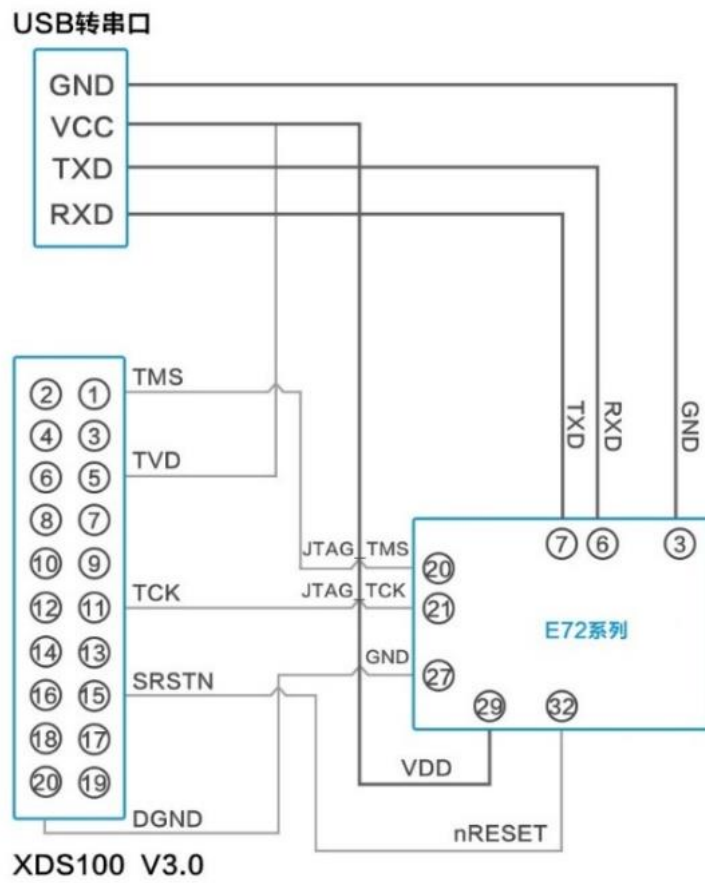 USB转串口
GND
VCC
TXD
RXD
TXD
RXD
GND
TMS
TVD
TCK
SRSTN
DGND
② ①
④ ③
⑥ ⑤
⑧ ⑦
⑩ ⑨
⑫ ⑪
⑭ ⑬
⑯ ⑮
⑱ ⑰
⑳ ⑲
JTAG_TMS
JTAG_TCK
GND
⑦ ⑥ ③
⑳
㉑
㉗
㉙ ㉜
E72系列
VDD
nRESET
XDS100 V3.0